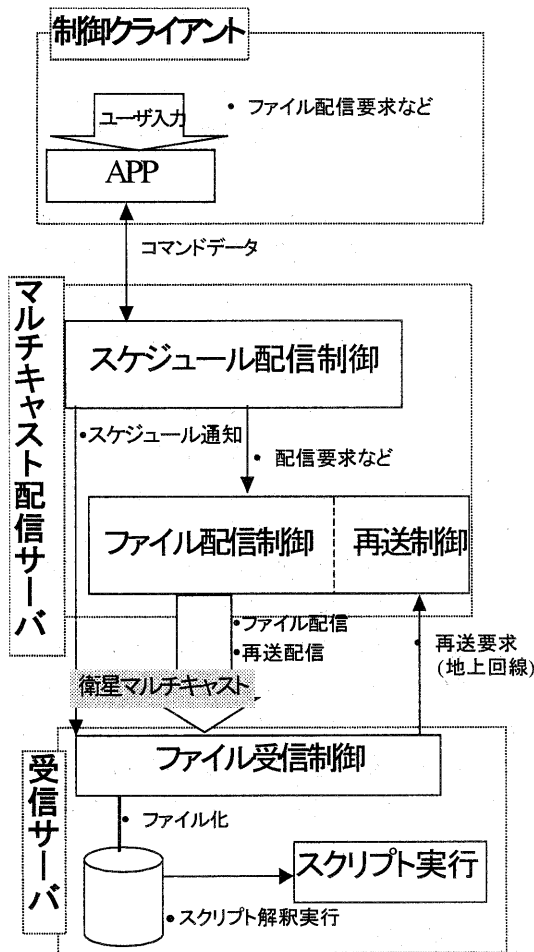 制御クライアント
ユーザ入力
• ファイル配信要求など
APP
コマンドデータ
マルチキャスト配信サーバ
スケジュール配信制御
•スケジュール通知
• 配信要求など
ファイル配信制御
再送制御
•ファイル配信
•再送配信
• 再送要求
(地上回線)
衛星マルチキャスト
受信サーバ
ファイル受信制御
• ファイル化
スクリプト実行
•スクリプト解釈実行